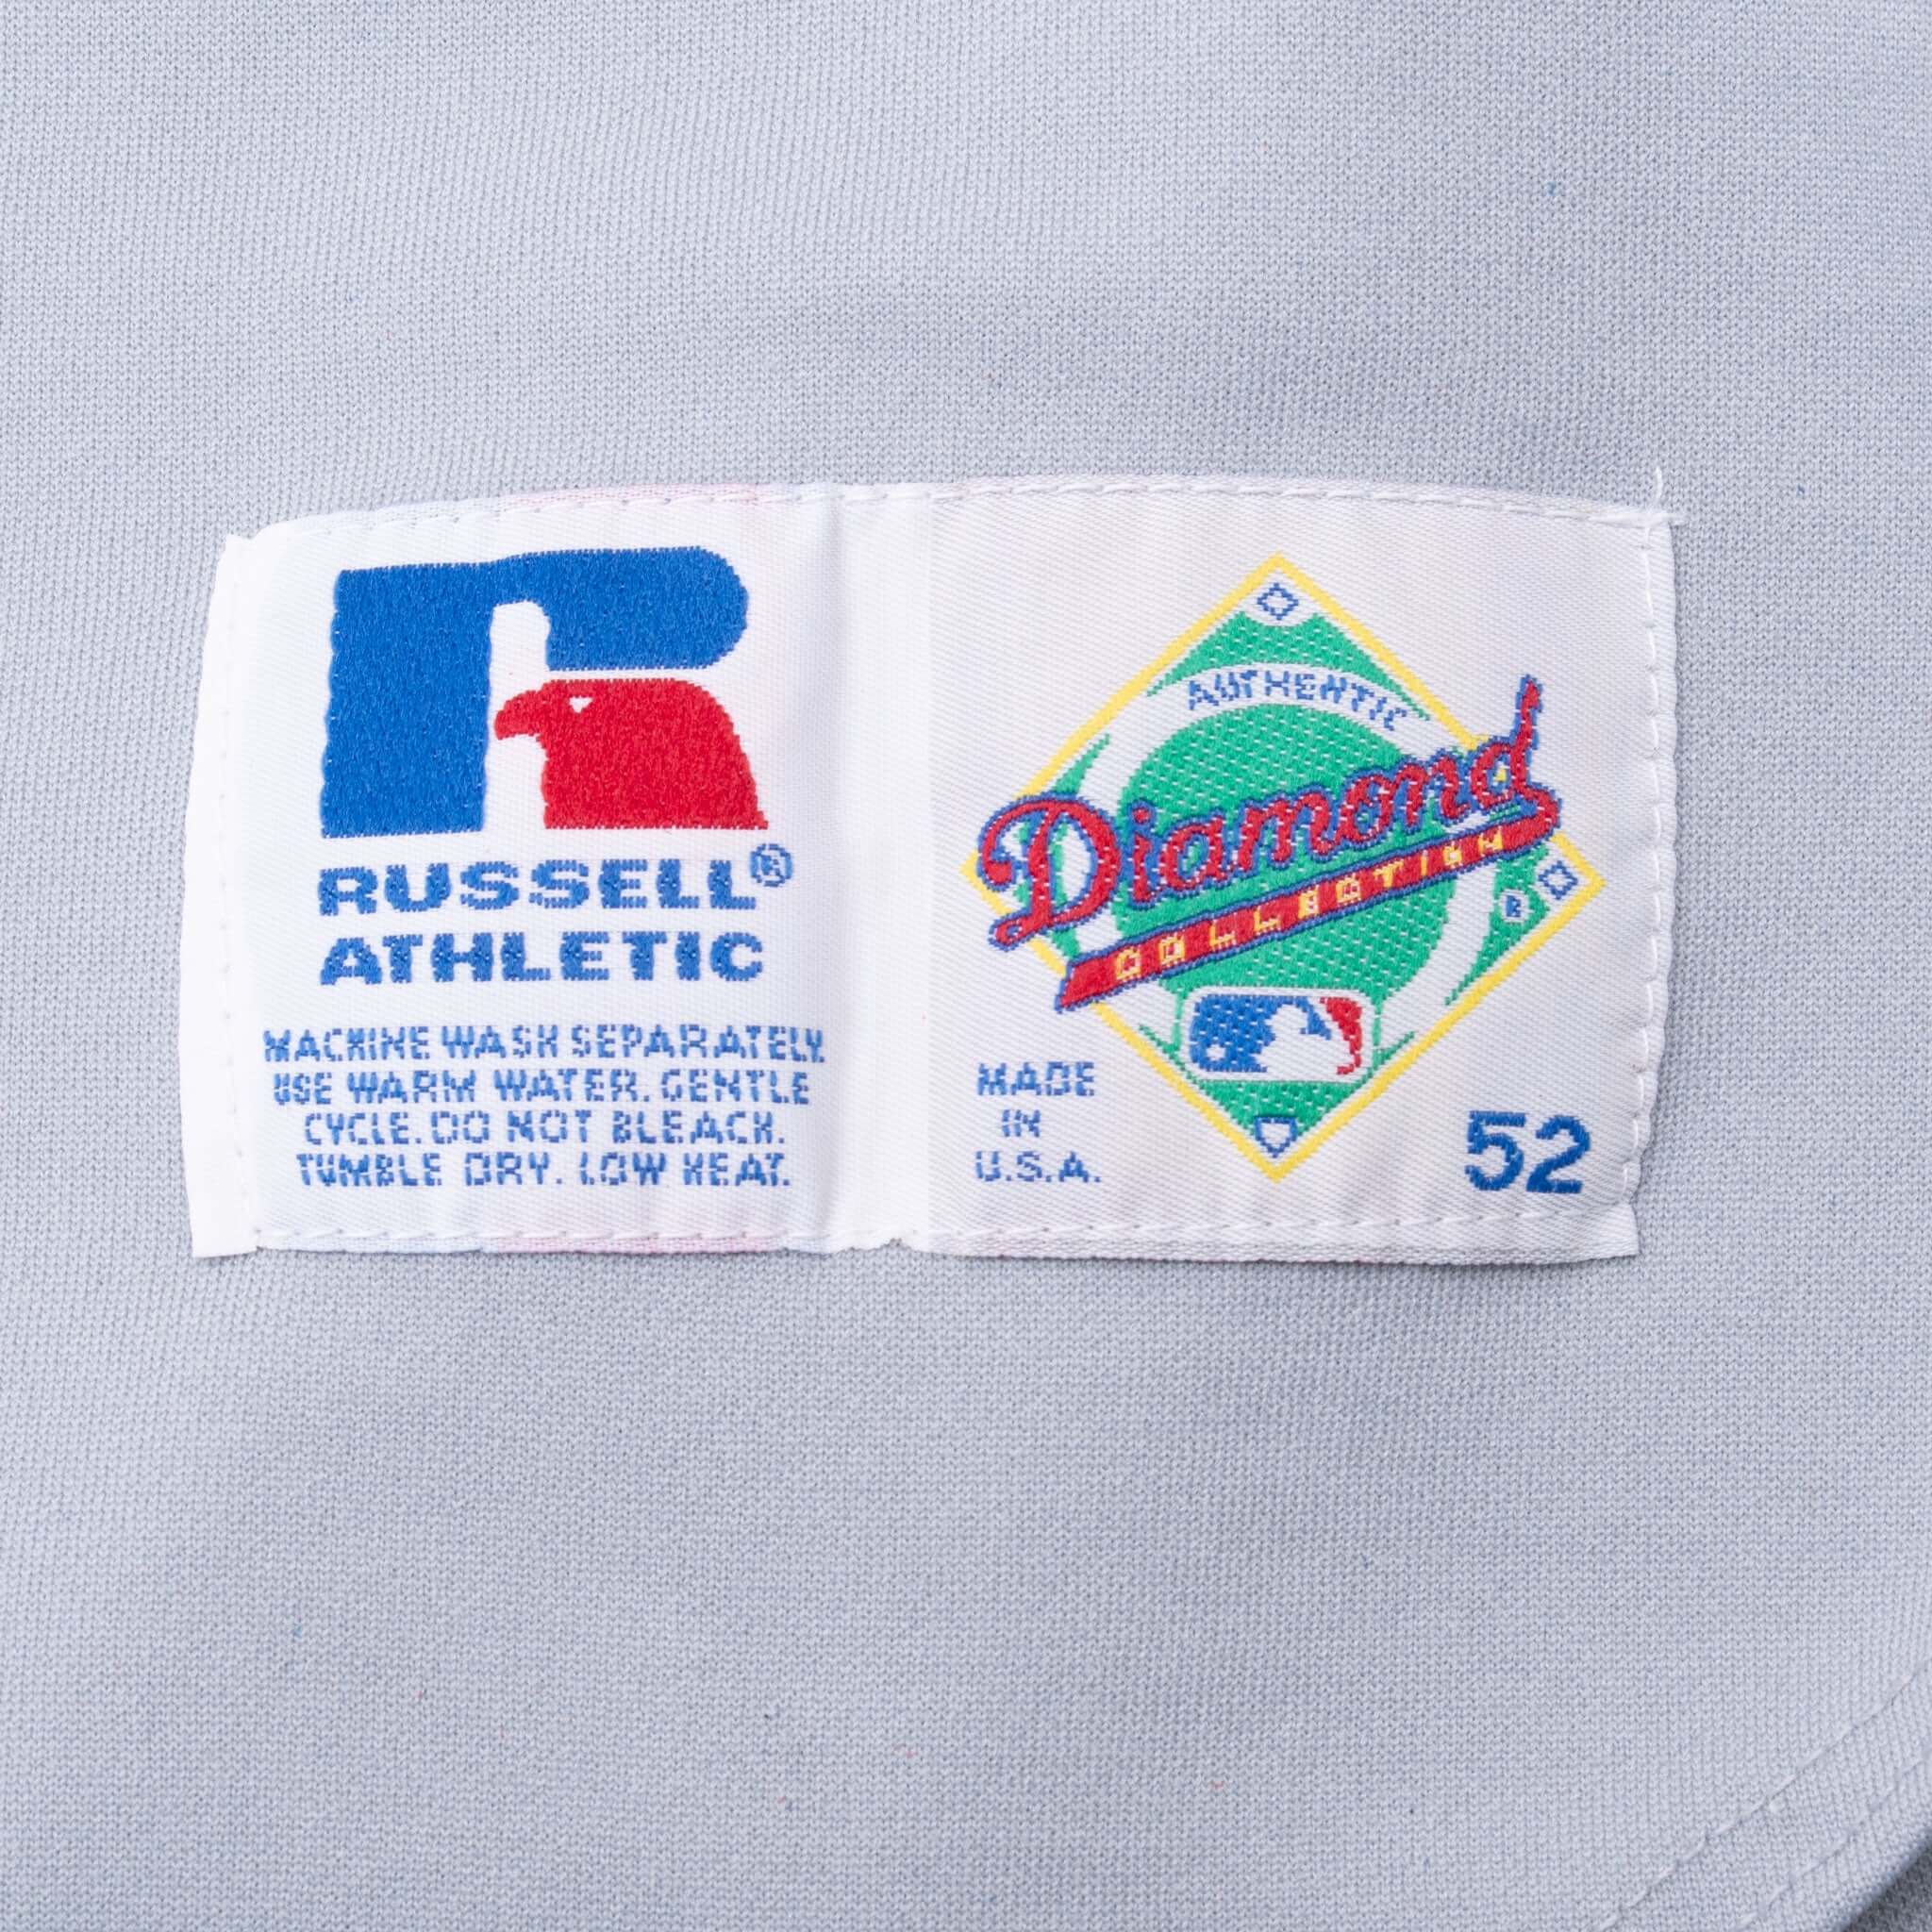 RUSSELL®
ATHLETIC
MACHINE WASH SEPARATELY.
USE WARM WATER. GENTLE
CYCLE. DO NOT BLEACH.
TUMBLE DRY. LOW HEAT.
AUTHENTIC
Diamond
COLLECTION
®
MADE
IN
U.S.A.
52